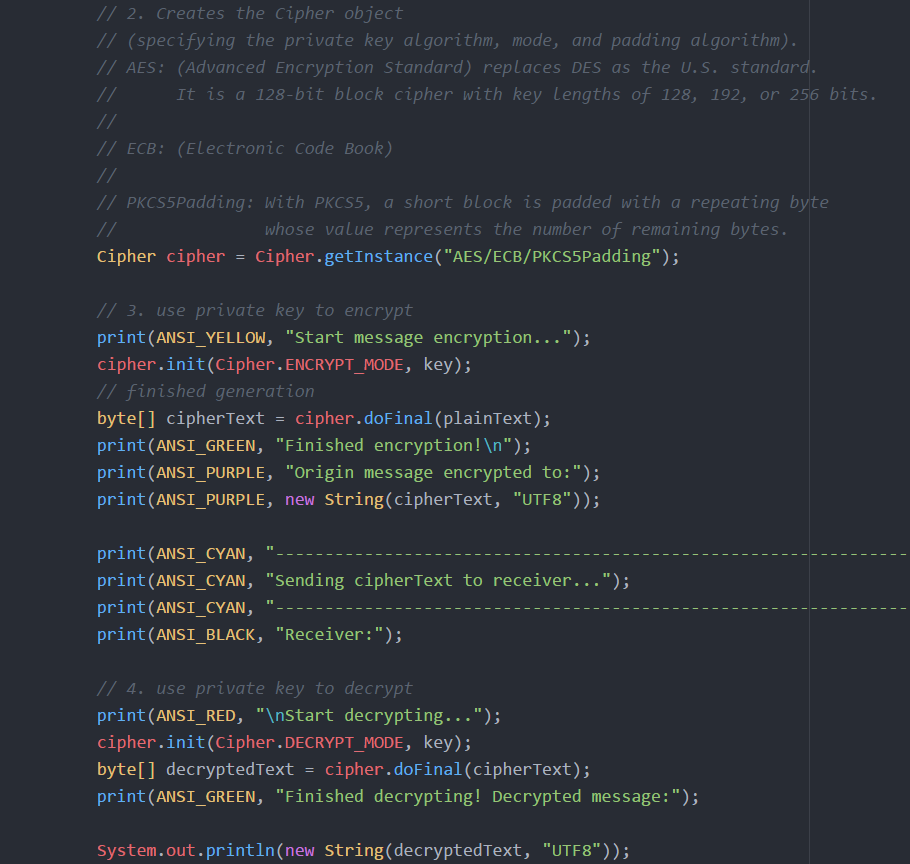 // 2. Creates the Cipher object
// (specifying the private key algorithm, mode, and padding algorithm).
// AES: (Advanced Encryption Standard) replaces DES as the U.S. standard.
//      It is a 128-bit block cipher with key lengths of 128, 192, or 256 bits.
//
// ECB: (Electronic Code Book)
//
// PKCS5Padding: With PKCS5, a short block is padded with a repeating byte
//               whose value represents the number of remaining bytes.
Cipher cipher = Cipher.getInstance("AES/ECB/PKCS5Padding");
// 3. use private key to encrypt
print(ANSI_YELLOW, "Start message encryption...");
cipher.init(Cipher.ENCRYPT_MODE, key);
// finished generation
byte[] cipherText = cipher.doFinal(plainText);
print(ANSI_GREEN, "Finished encryption!\n");
print(ANSI_PURPLE, "Origin message encrypted to:");
print(ANSI_PURPLE, new String(cipherText, "UTF8"));
print(ANSI_CYAN, "----------------------------------------------------------------
print(ANSI_CYAN, "Sending cipherText to receiver...");
print(ANSI_CYAN, "----------------------------------------------------------------
print(ANSI_BLACK, "Receiver:");
// 4. use private key to decrypt
print(ANSI_RED, "\nStart decrypting...");
cipher.init(Cipher.DECRYPT_MODE, key);
byte[] decryptedText = cipher.doFinal(cipherText);
print(ANSI_GREEN, "Finished decrypting! Decrypted message:");
System.out.println(new String(decryptedText, "UTF8"));